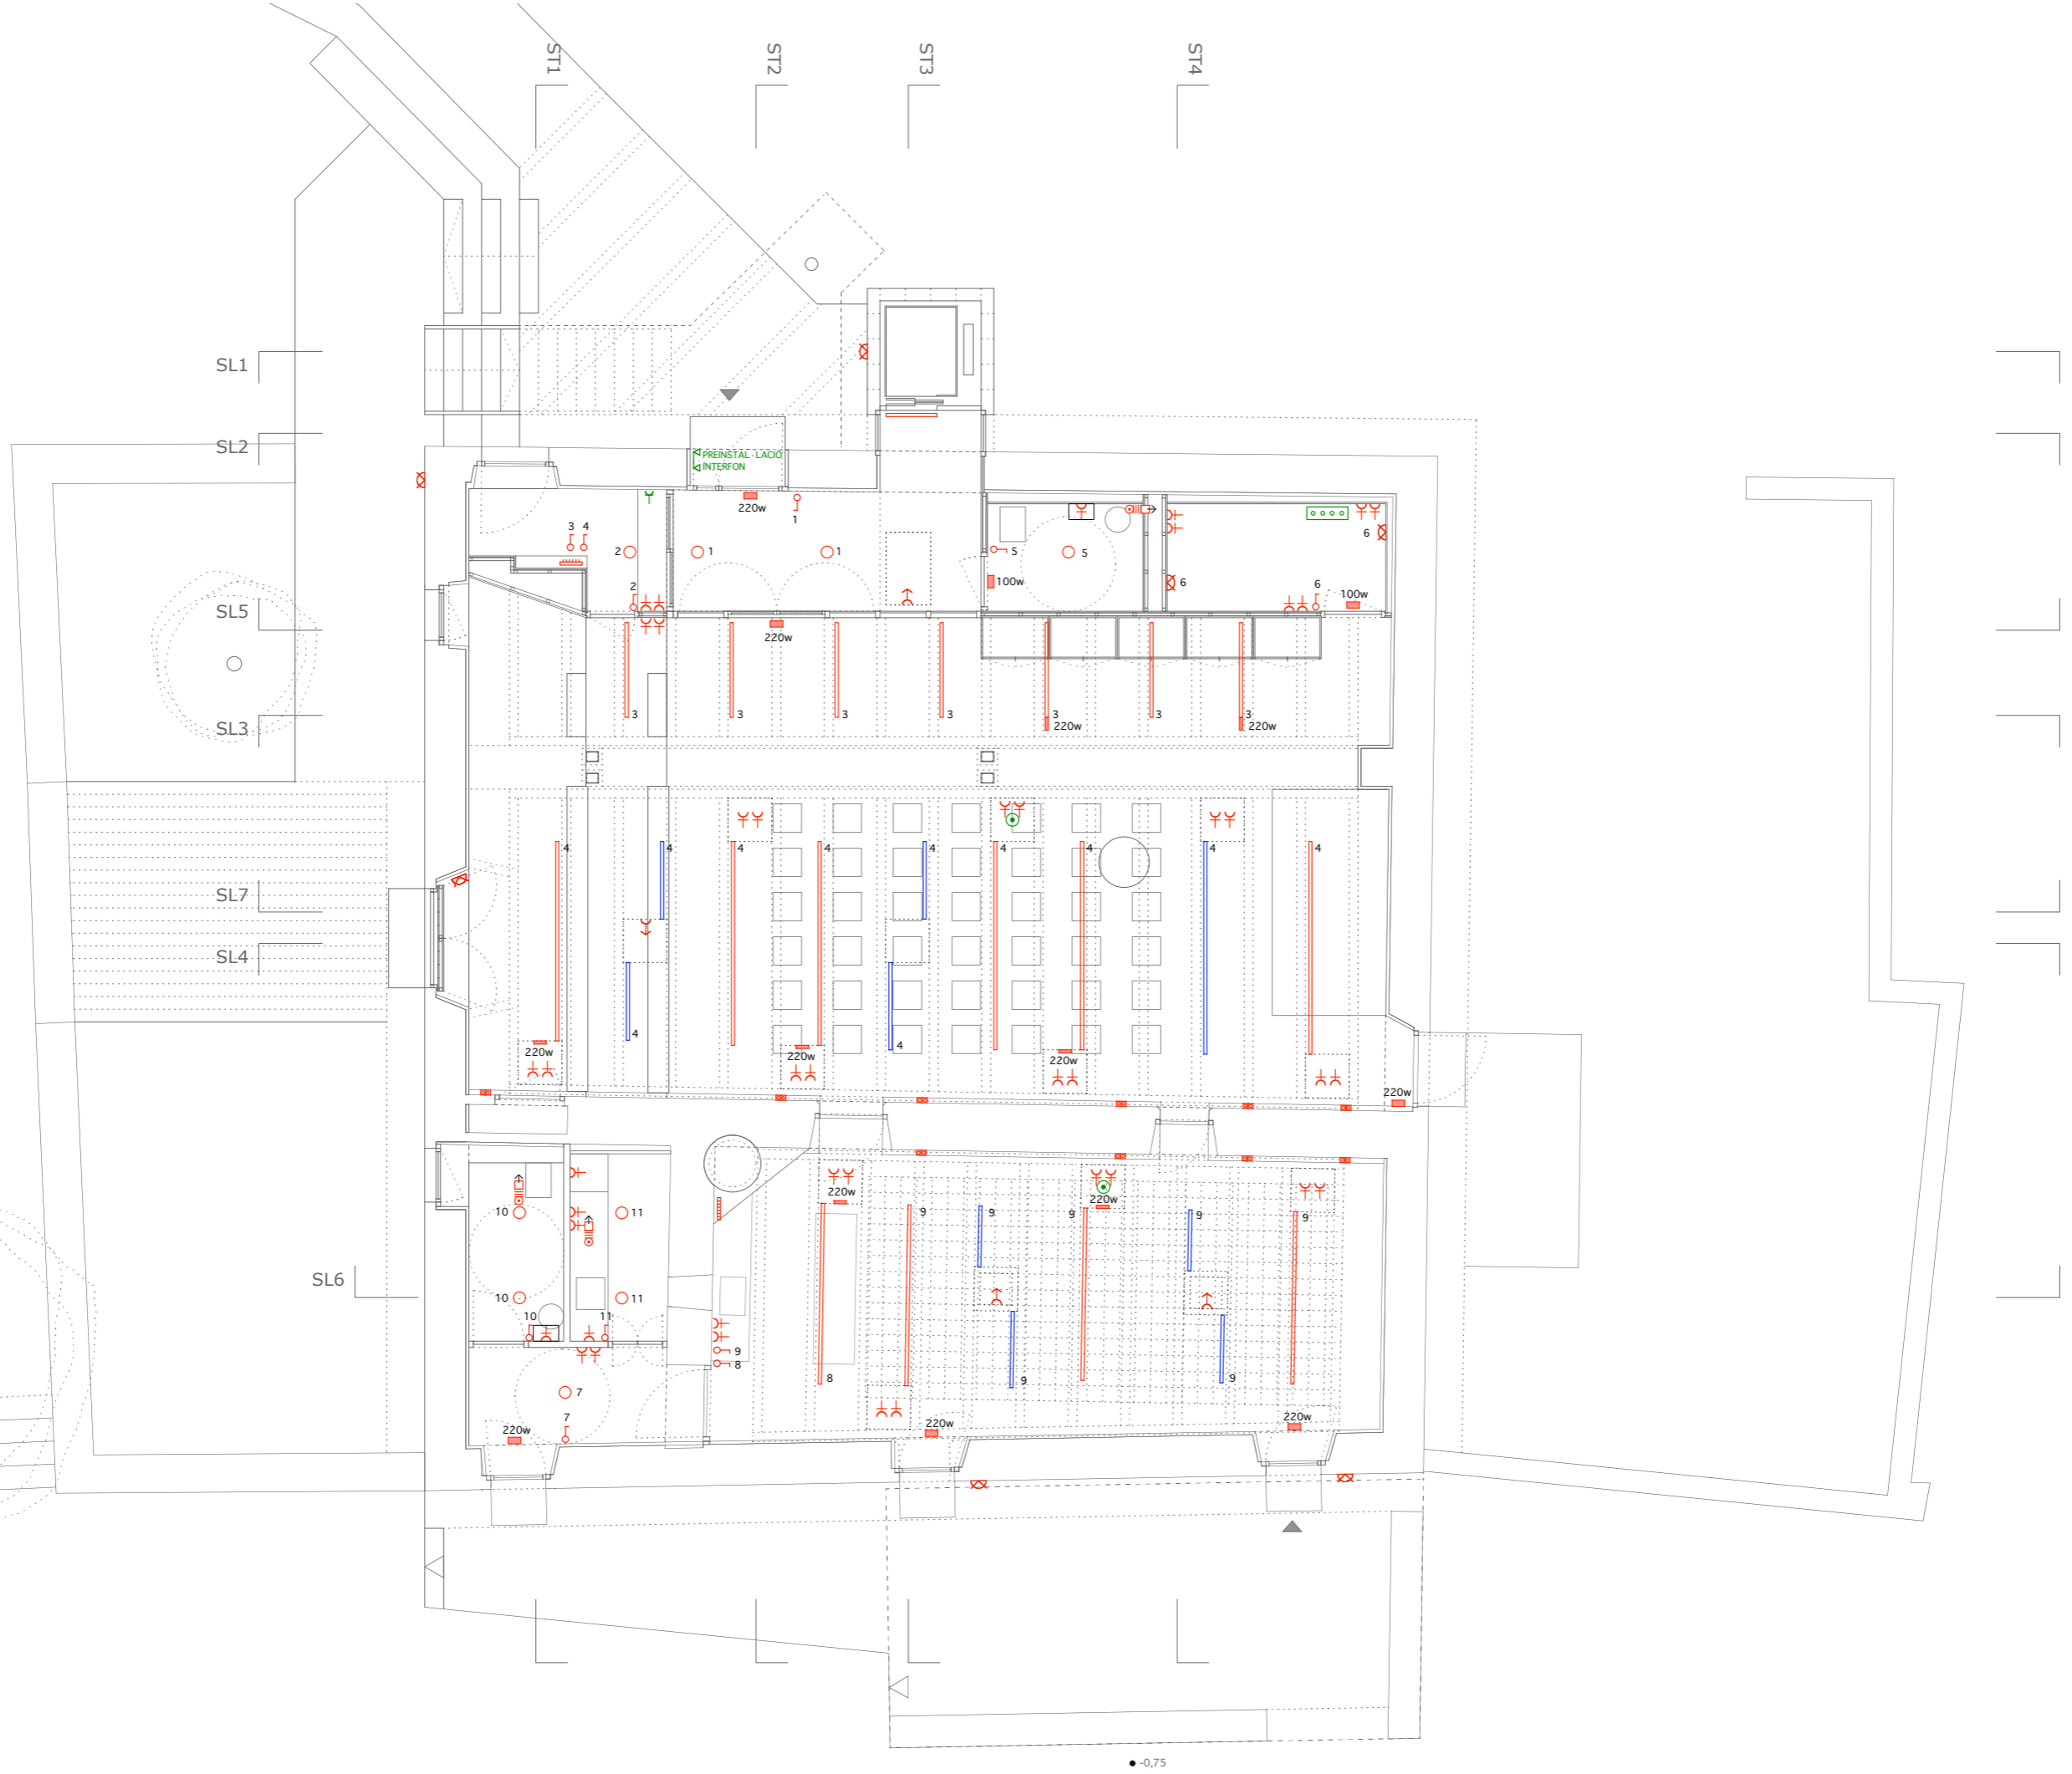 ST1 ST2 ST3 ST4
SL1
SL2
PREINSTAL·LACIÓ
INTERFON
220w
1
3 4
2 1 1 5 5 6
100w 6
2 6 100w
SL5
220w
3 3 3 3 3 3 3
220w 220w
SL3
4 4 4 4 4 4 4 4 4
SL7
SL4
4 4
220w 220w 220w
220w
220w 220w
10 11 9 9 9 9
SL6
10 11
10 11
9
8
8 9 9
7
7
220w 220w 220w
-0,75